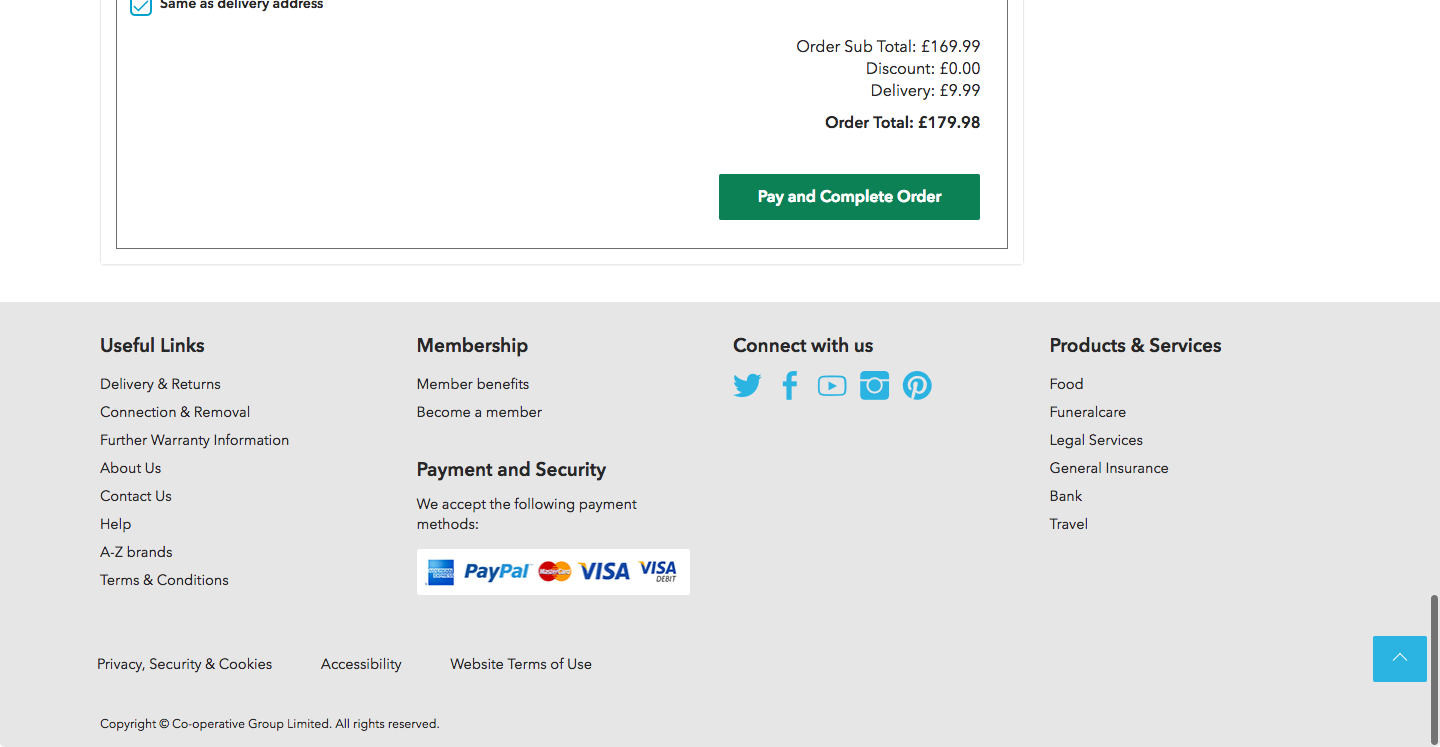 Same as delivery address
Order Sub Total: £169.99
Discount: £0.00
Delivery: £9.99
Order Total: £179.98
Pay and Complete Order
Useful Links
Delivery & Returns
Connection & Removal
Further Warranty Information
About Us
Contact Us
Help
A-Z brands
Terms & Conditions
Membership
Member benefits
Become a member
Payment and Security
We accept the following payment
methods:
AMERICAN EXPRESS PayPal MasterCard VISA VISA DEBIT
Connect with us
Products & Services
Food
Funeralcare
Legal Services
General Insurance
Bank
Travel
Privacy, Security & Cookies Accessibility Website Terms of Use
Copyright © Co-operative Group Limited. All rights reserved.